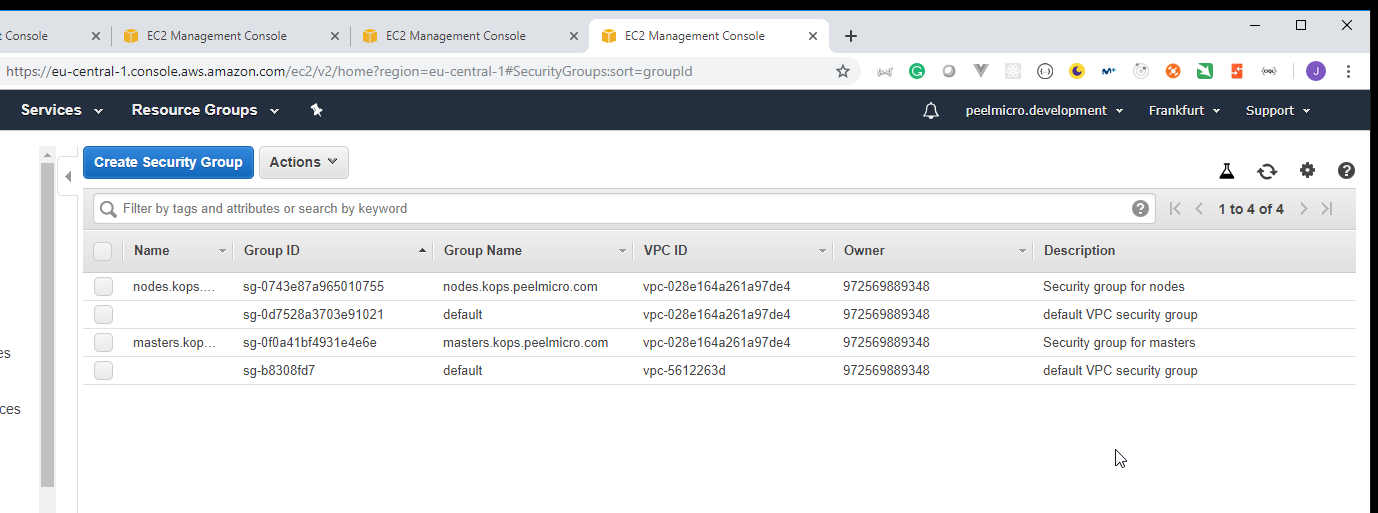 t Console EC2 Management Console EC2 Management Console EC2 Management Console
https://eu-central-1.console.aws.amazon.com/ec2/v2/home?region=eu-central-1#SecurityGroups:sort=groupId J
Services Resource Groups peelmicro.development Frankfurt Support
Create Security Group Actions
Filter by tags and attributes or search by keyword 1 to 4 of 4
Name Group ID Group Name VPC ID Owner Description
nodes.kops.... sg-0743e87a965010755 nodes.kops.peelmicro.com vpc-028e164a261a97de4 972569889348 Security group for nodes
sg-0d7528a3703e91021 default vpc-028e164a261a97de4 972569889348 default VPC security group
masters.kop... sg-0f0a41bf4931e4e6e masters.kops.peelmicro.com vpc-028e164a261a97de4 972569889348 Security group for masters
es
sg-b8308fd7 default vpc-5612263d 972569889348 default VPC security group
ces